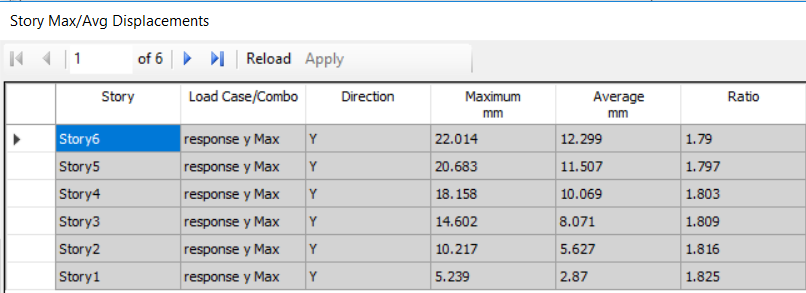 Story Max/Avg Displacements
1 of 6 Reload Apply
Story Load Case/Combo Direction Maximum mm Average mm Ratio
Story6 response y Max Y 22.014 12.299 1.79
Story5 response y Max Y 20.683 11.507 1.797
Story4 response y Max Y 18.158 10.069 1.803
Story3 response y Max Y 14.602 8.071 1.809
Story2 response y Max Y 10.217 5.627 1.816
Story1 response y Max Y 5.239 2.87 1.825